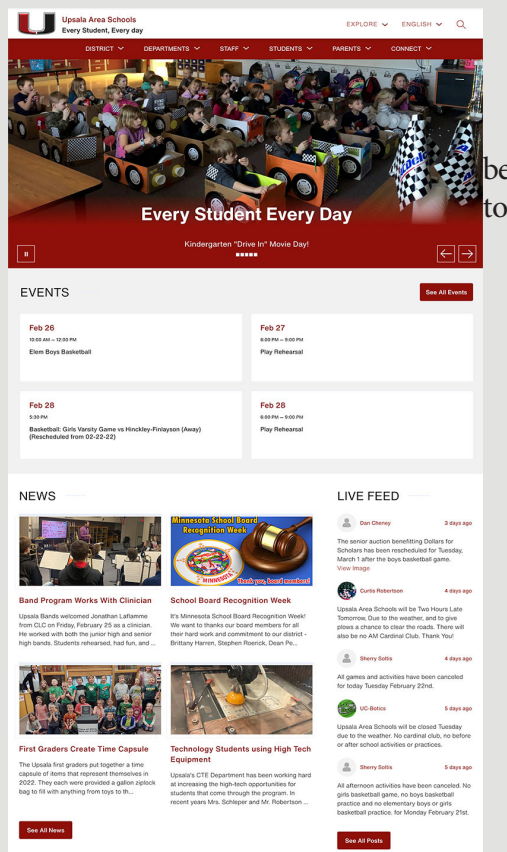 Upsala Area Schools
Every Student, Every day
EXPLORE
ENGLISH
DISTRICT
DEPARTMENTS
STAFF
STUDENTS
PARENTS
CONNECT
be
to
Every Student Every Day
Kindergarten "Drive In" Movie Day!
EVENTS
See All Events
Feb 26
10:00 AM – 12:00 PM
Elem Boys Basketball
Feb 27
6:00 PM – 9:00 PM
Play Rehearsal
Feb 28
5:30 PM
Basketball: Girls Varsity Game vs Hinckley-Finlayson (Away)
(Rescheduled from 02-22-22)
Feb 28
6:00 PM – 9:00 PM
Play Rehearsal
NEWS
Band Program Works With Clinician
Upsala Bands welcomed Jonathan Laflamme
from CLC on Friday, February 25 as a clinician.
He worked with both the junior high and senior
high bands. Students rehearsed, had fun, and ...
Minnesota School Board
Recognition Week
MINNESOTA
Thank you, board members!
School Board Recognition Week
It's Minnesota School Board Recognition Week!
We want to thanks our board members for all
their hard work and commitment to our district -
Brittany Harren, Stephen Roerick, Dean Pe...
First Graders Create Time Capsule
The Upsala first graders put together a time
capsule of items that represent themselves in
2022. They each were provided a gallon ziplock
bag to fill with anything from toys to th...
Technology Students using High Tech
Equipment
Upsala's CTE Department has been working hard
at increasing the high-tech opportunities for
students that come through the program. In
recent years Mrs. Schleper and Mr. Robertson ...
See All News
LIVE FEED
Dan Cheney
3 days ago
The senior auction benefitting Dollars for
Scholars has been rescheduled for Tuesday,
March 1 after the boys basketball game.
View Image
Curtis Robertson
4 days ago
Upsala Area Schools will be Two Hours Late
Tomorrow, Due to the weather, and to give
plows a chance to clear the roads. There will
also be no AM Cardinal Club. Thank You!
Sherry Soltis
4 days ago
All games and activities have been canceled
for today Tuesday February 22nd.
UC-Botics
5 days ago
Upsala Area Schools will be closed Tuesday
due to the weather. No cardinal club, no before
or after school activities or practices.
Sherry Soltis
5 days ago
All afternoon activities have been canceled. No
girls basketball game, no boys basketball
practice and no elementary boys or girls
basketball practice. for Monday February 21st.
See All Posts